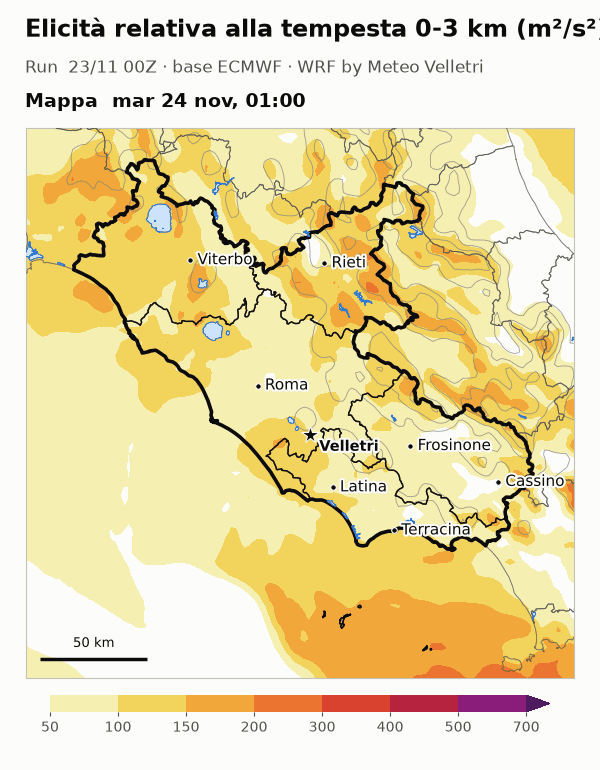 Elicità relativa alla tempesta 0-3 km (m²/s²)
Run 23/11 00Z · base ECMWF · WRF by Meteo Velletri
Mappa mar 24 nov, 01:00
Viterbo
Rieti
Roma
Velletri
Frosinone
Cassino
Latina
Terracina
50 km
50 100 150 200 300 400 500 700